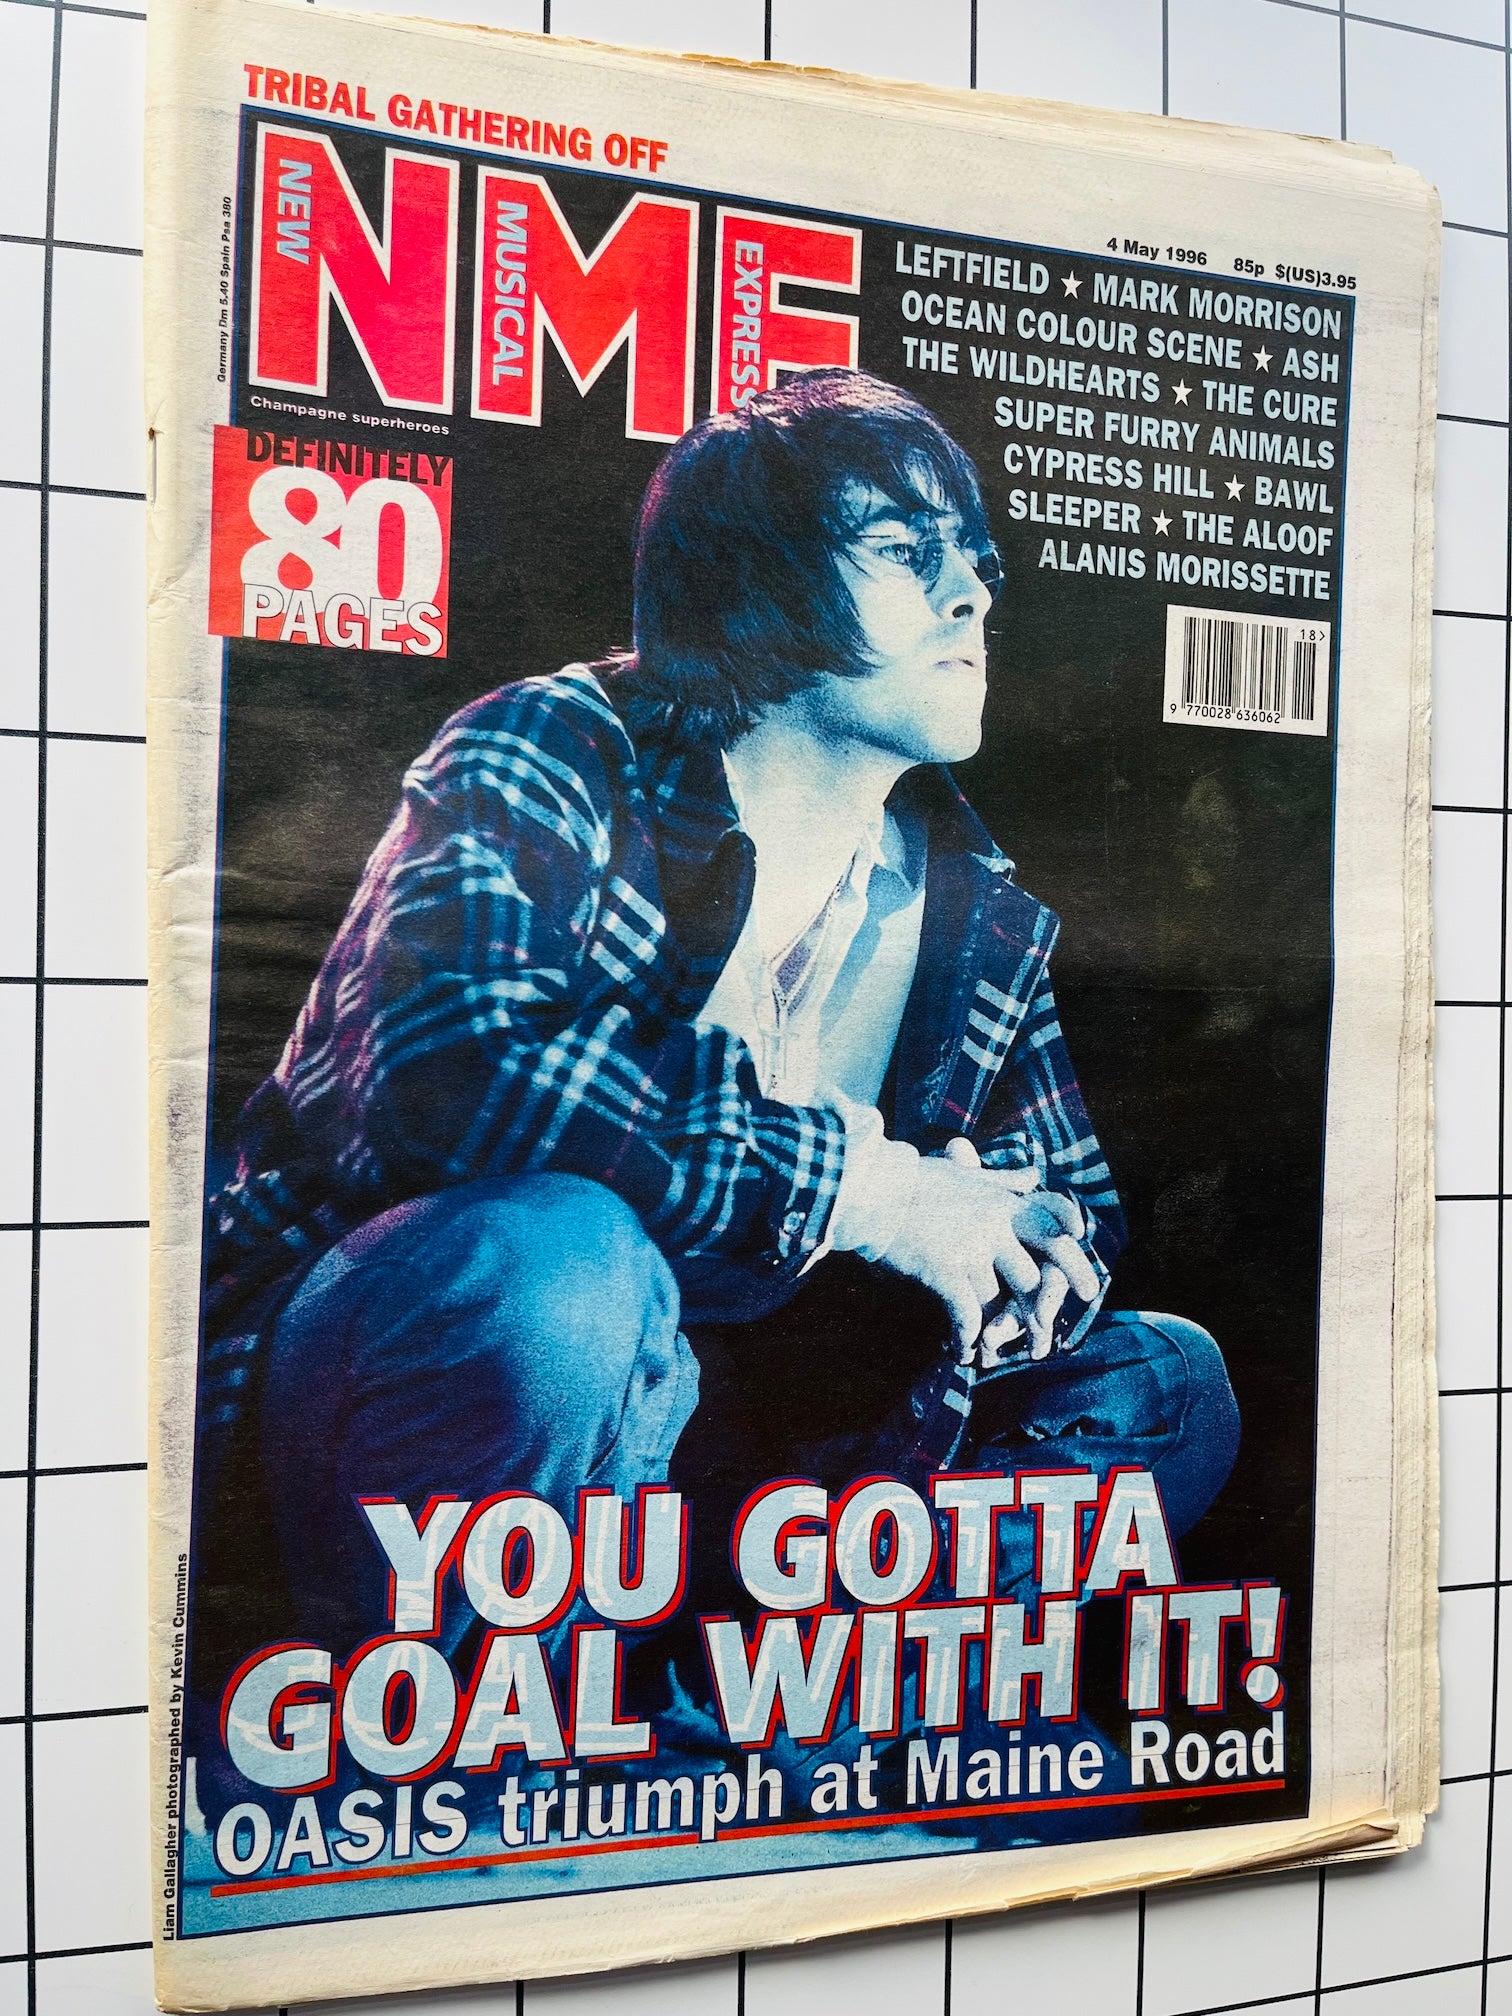 TRIBAL GATHERING OFF
4 May 1996 85p $(US)3.95
Germany Dm 5.40 Spain Psa 380
NME
NEW
MUSICAL
EXPRESS
Champagne superheroes
DEFINITELY
80
PAGES
LEFTFIELD ★ MARK MORRISON
OCEAN COLOUR SCENE ★ ASH
THE WILDHEARTS ★ THE CURE
SUPER FURRY ANIMALS
CYPRESS HILL ★ BAWL
SLEEPER ★ THE ALOOF
ALANIS MORISSETTE
18>
9 770028 636062
YOU GOTTA
GOAL WITH IT!
OASIS triumph at Maine Road
Liam Gallagher photographed by Kevin Cummins